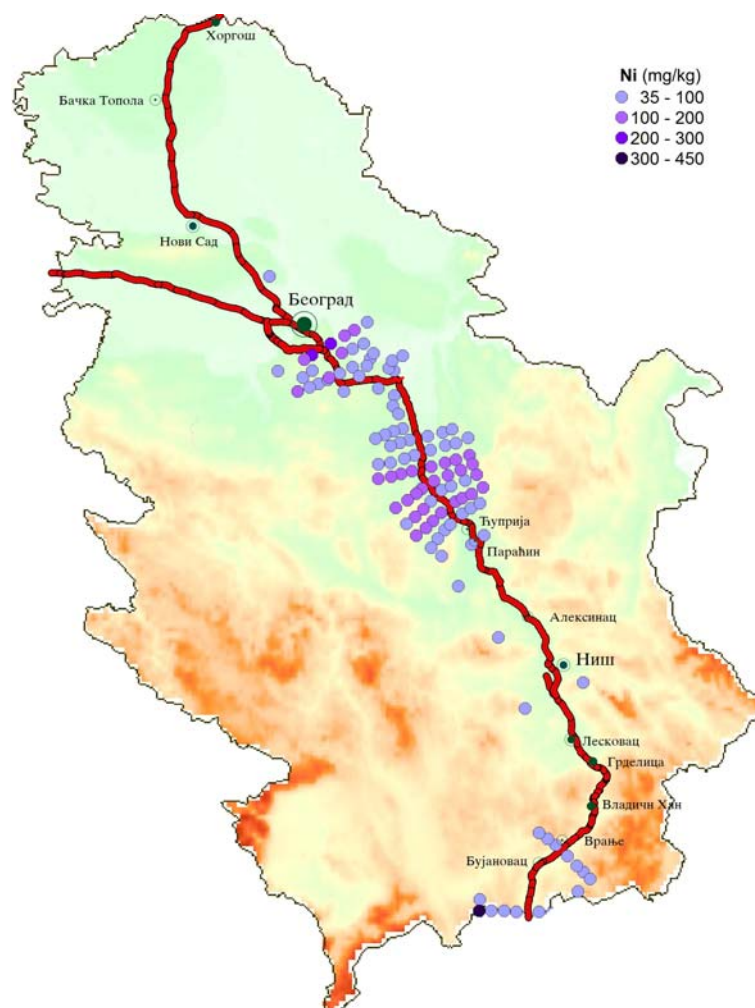 Хоргош
Ni (mg/kg)
35 - 100
100 - 200
200 - 300
300 - 450
Бачка Топола
Нови Сад
Београд
Ћуприја
Параћин
Алексинац
Ниш
Лесковац
Грделица
Владичн Хан
Врање
Бујановац